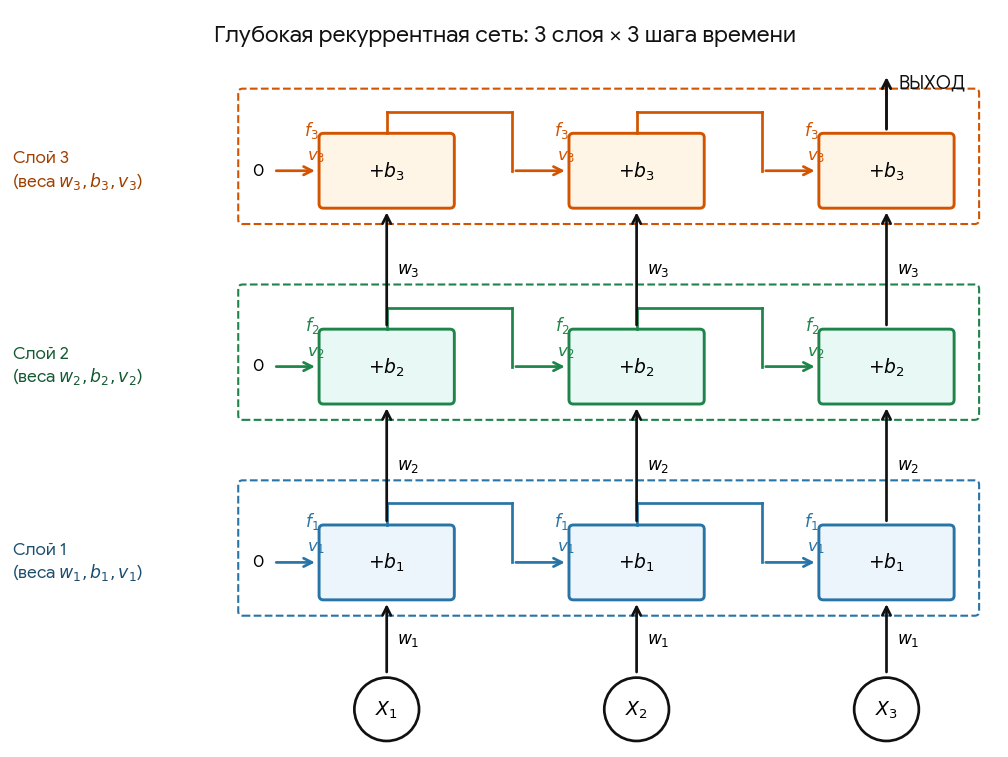 Глубокая рекуррентная сеть: 3 слоя × 3 шага времени
ВЫХОД
f₃ f₃ f₃
v₃ v₃ v₃
Слой 3
(веса w₃, b₃, v₃)
0 +b₃ +b₃ +b₃
w₃ w₃ w₃
f₂ f₂ f₂
v₂ v₂ v₂
Слой 2
(веса w₂, b₂, v₂)
0 +b₂ +b₂ +b₂
w₂ w₂ w₂
f₁ f₁ f₁
v₁ v₁ v₁
Слой 1
(веса w₁, b₁, v₁)
0 +b₁ +b₁ +b₁
w₁ w₁ w₁
X₁ X₂ X₃